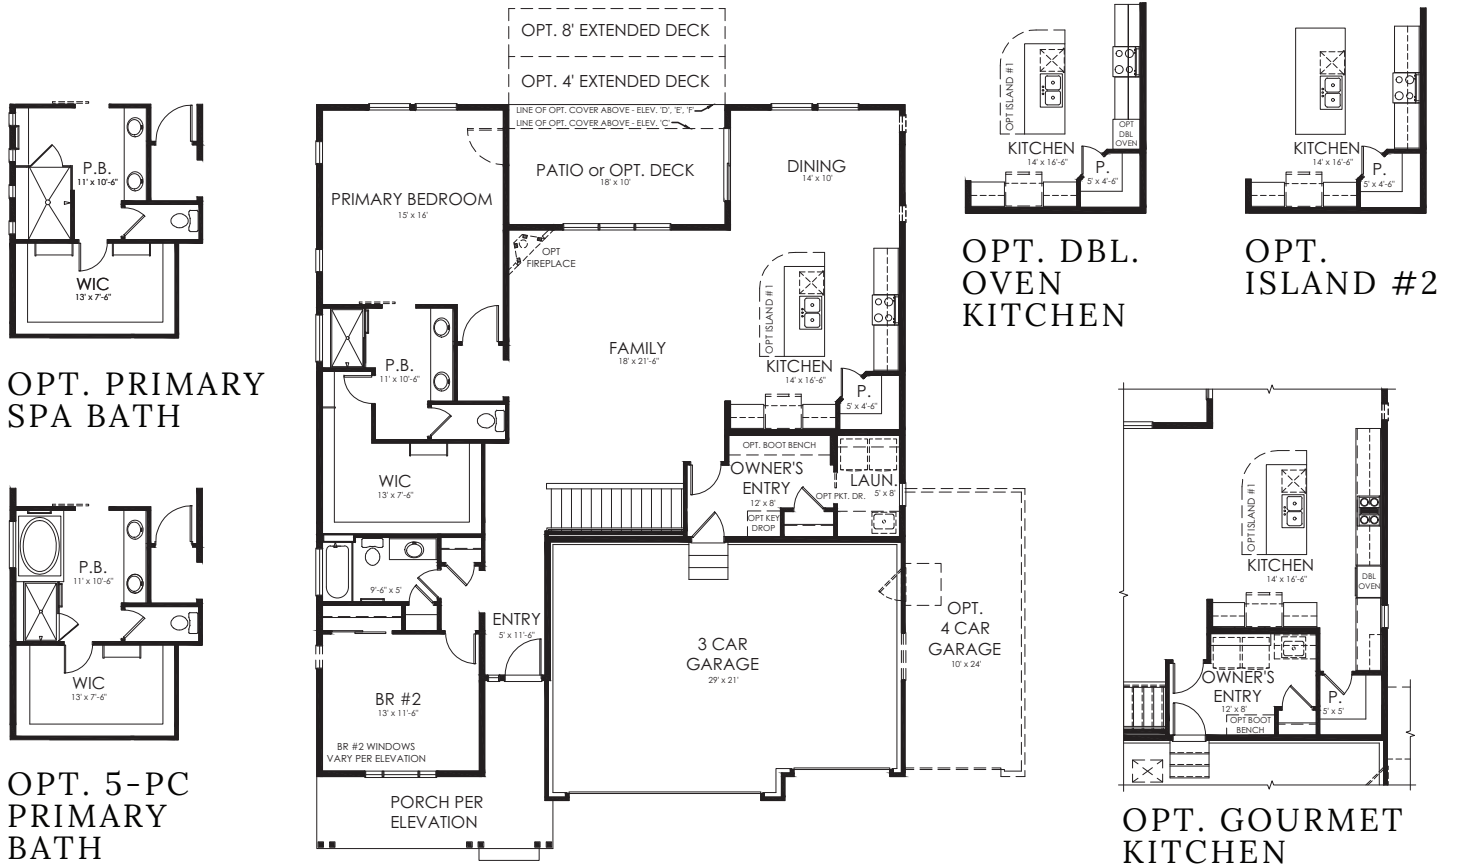 OPT. 8' EXTENDED DECK
OPT. 4' EXTENDED DECK
LINE OF OPT. COVER ABOVE - ELEV. 'D', 'E', 'F'
LINE OF OPT. COVER ABOVE - ELEV. 'C'
PATIO or OPT. DECK
18' x 10'
DINING
14' x 10'
PRIMARY BEDROOM
15' x 16'
OPT
FIREPLACE
FAMILY
18' x 21'-6"
OPT ISLAND #1
KITCHEN
14' x 16'-6"
P.
5' x 4'-6"
P.B.
11' x 10'-6"
WIC
13' x 7'-6"
OPT. BOOT BENCH
OWNER'S
ENTRY
12' x 8'
OPT KEY
DROP
OPT PKT. DR.
LAUN.
5' x 8'
9'-6" x 5'
ENTRY
5' x 11'-6"
3 CAR
GARAGE
29' x 21'
OPT.
4 CAR
GARAGE
10' x 24'
BR #2
13' x 11'-6"
BR #2 WINDOWS
VARY PER ELEVATION
PORCH PER
ELEVATION
P.B.
11' x 10'-6"
WIC
13' x 7'-6"
OPT. PRIMARY
SPA BATH
P.B.
11' x 10'-6"
WIC
13' x 7'-6"
OPT. 5-PC
PRIMARY
BATH
OPT ISLAND #1
OPT
DBL
OVEN
KITCHEN
14' x 16'-6"
P.
5' x 4'-6"
OPT. DBL.
OVEN
KITCHEN
KITCHEN
14' x 16'-6"
P.
5' x 4'-6"
OPT.
ISLAND #2
OPT ISLAND #1
KITCHEN
14' x 16'-6"
DBL
OVEN
OWNER'S
ENTRY
12' x 8'
OPT BOOT
BENCH
P.
5' x 5'
OPT. GOURMET
KITCHEN